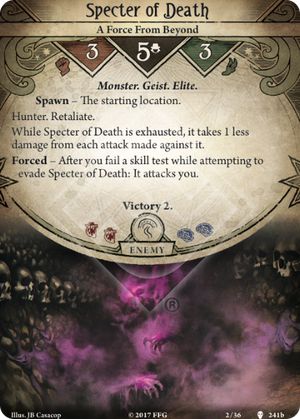 Specter of Death
A Force From Beyond
3 5 3
Monster. Geist. Elite.
Spawn – The starting location.
Hunter. Retaliate.
While Specter of Death is exhausted, it takes 1 less
damage from each attack made against it.
Forced – After you fail a skill test while attempting to
evade Specter of Death: It attacks you.
Victory 2.
ENEMY
®
Illus. JB Casacop © 2017 FFG 2/36 241b